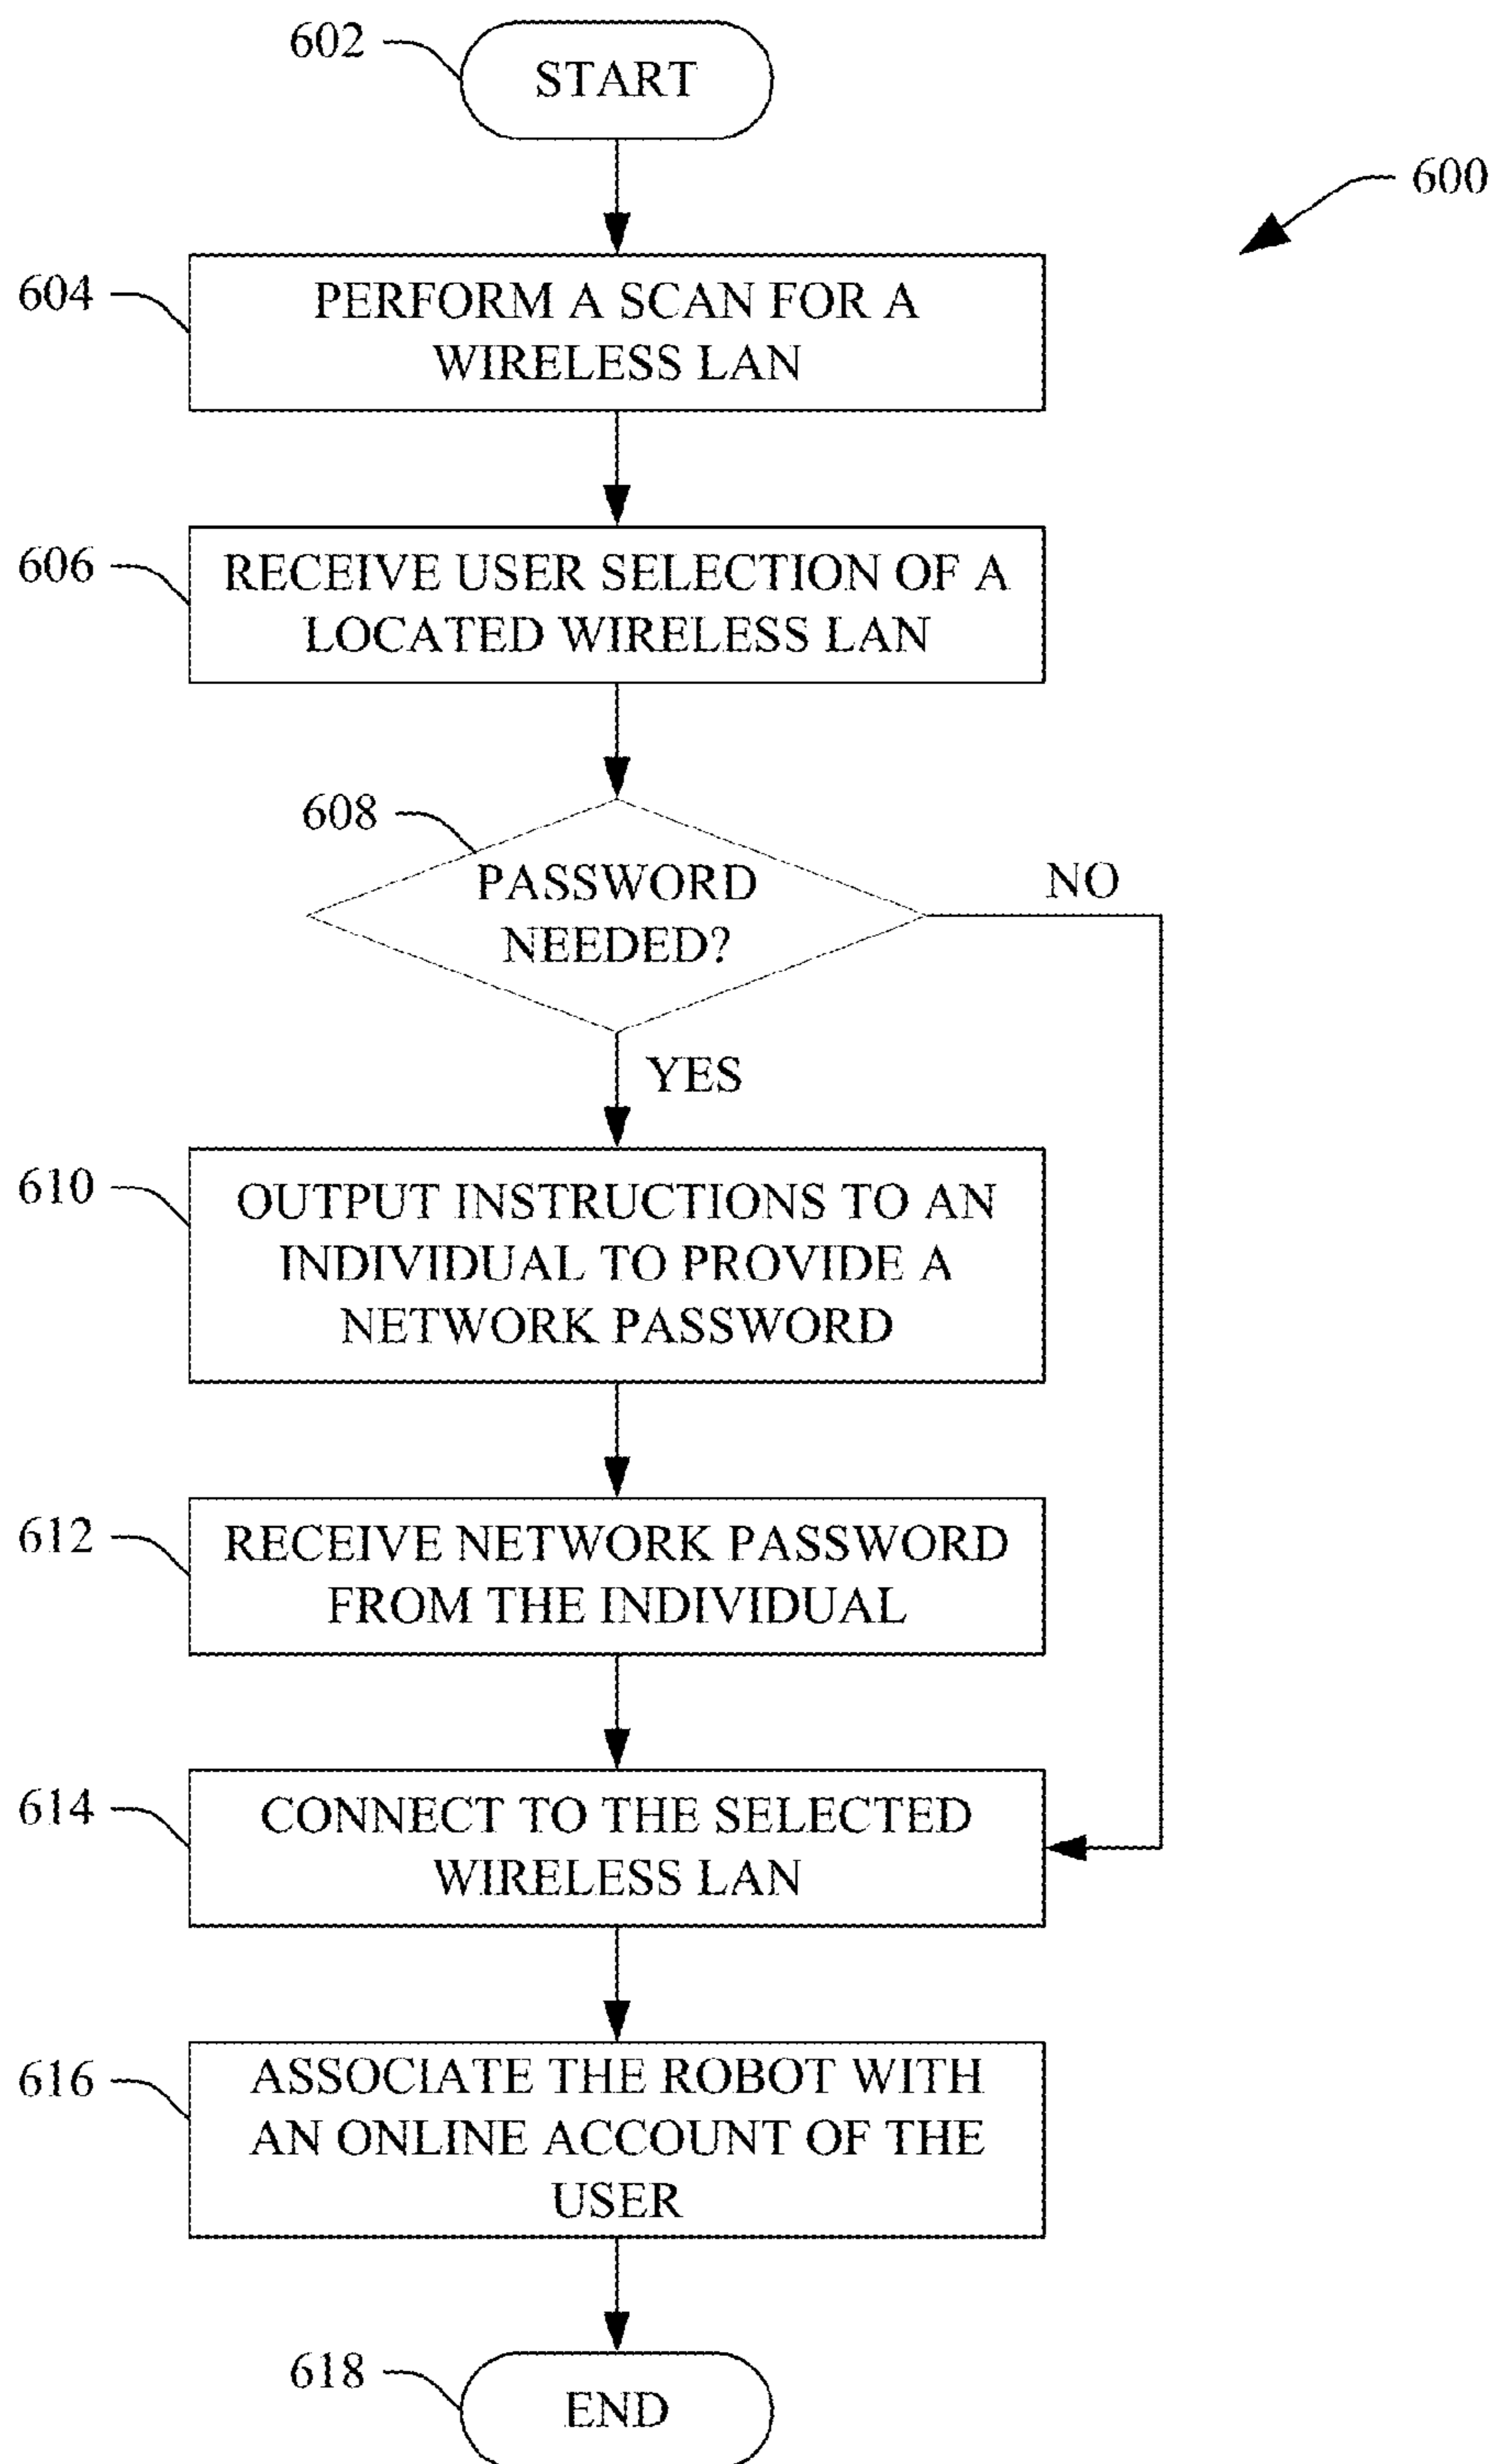 602
START
600
604
PERFORM A SCAN FOR A
WIRELESS LAN
606
RECEIVE USER SELECTION OF A
LOCATED WIRELESS LAN
608
PASSWORD
NEEDED?
NO
YES
610
OUTPUT INSTRUCTIONS TO AN
INDIVIDUAL TO PROVIDE A
NETWORK PASSWORD
612
RECEIVE NETWORK PASSWORD
FROM THE INDIVIDUAL
614
CONNECT TO THE SELECTED
WIRELESS LAN
616
ASSOCIATE THE ROBOT WITH
AN ONLINE ACCOUNT OF THE
USER
618
END